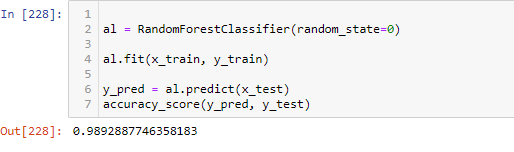 In [228]:
1
2 al = RandomForestClassifier(random_state=0)
3
4 al.fit(x_train, y_train)
5
6 y_pred = al.predict(x_test)
7 accuracy_score(y_pred, y_test)
Out[228]: 0.9892887746358183